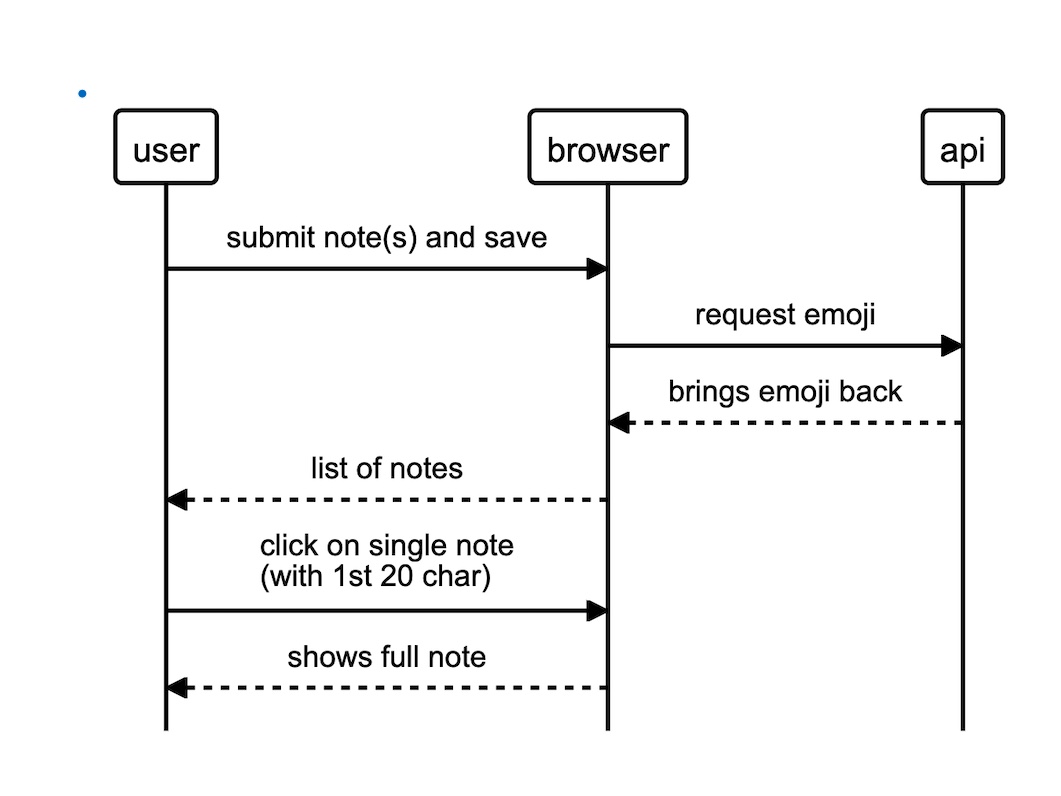 user
browser
api
submit note(s) and save
request emoji
brings emoji back
list of notes
click on single note
(with 1st 20 char)
shows full note